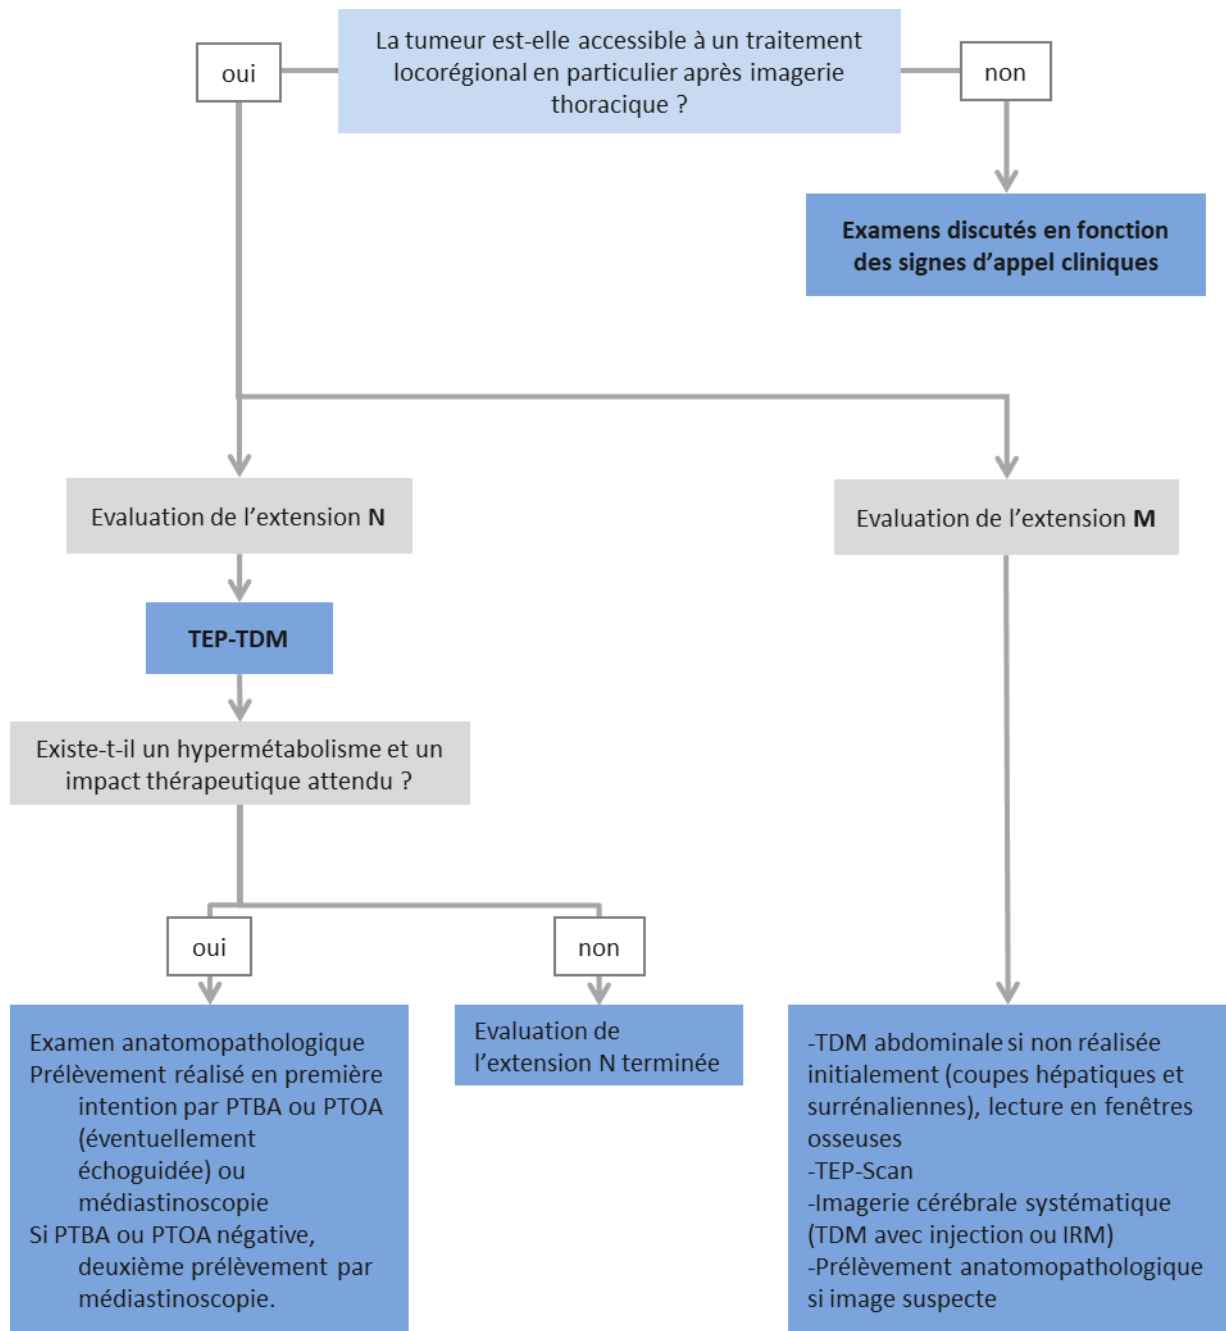 La tumeur est-elle accessible à un traitement
locorégional en particulier après imagerie
thoracique ?
oui
non
Examens discutés en fonction
des signes d'appel cliniques
Evaluation de l'extension N
Evaluation de l'extension M
TEP-TDM
Existe-t-il un hypermétabolisme et un
impact thérapeutique attendu ?
oui
non
Examen anatomopathologique
Prélèvement réalisé en première
intention par PTBA ou PTOA
(éventuellement
échoguidée) ou
médiastinoscopie
Si PTBA ou PTOA négative,
deuxième prélèvement par
médiastinoscopie.
Evaluation de
l'extension N terminée
-TDM abdominale si non réalisée
initialement (coupes hépatiques et
surrénaliennes), lecture en fenêtres
osseuses
-TEP-Scan
-Imagerie cérébrale systématique
(TDM avec injection ou IRM)
-Prélèvement anatomopathologique
si image suspecte